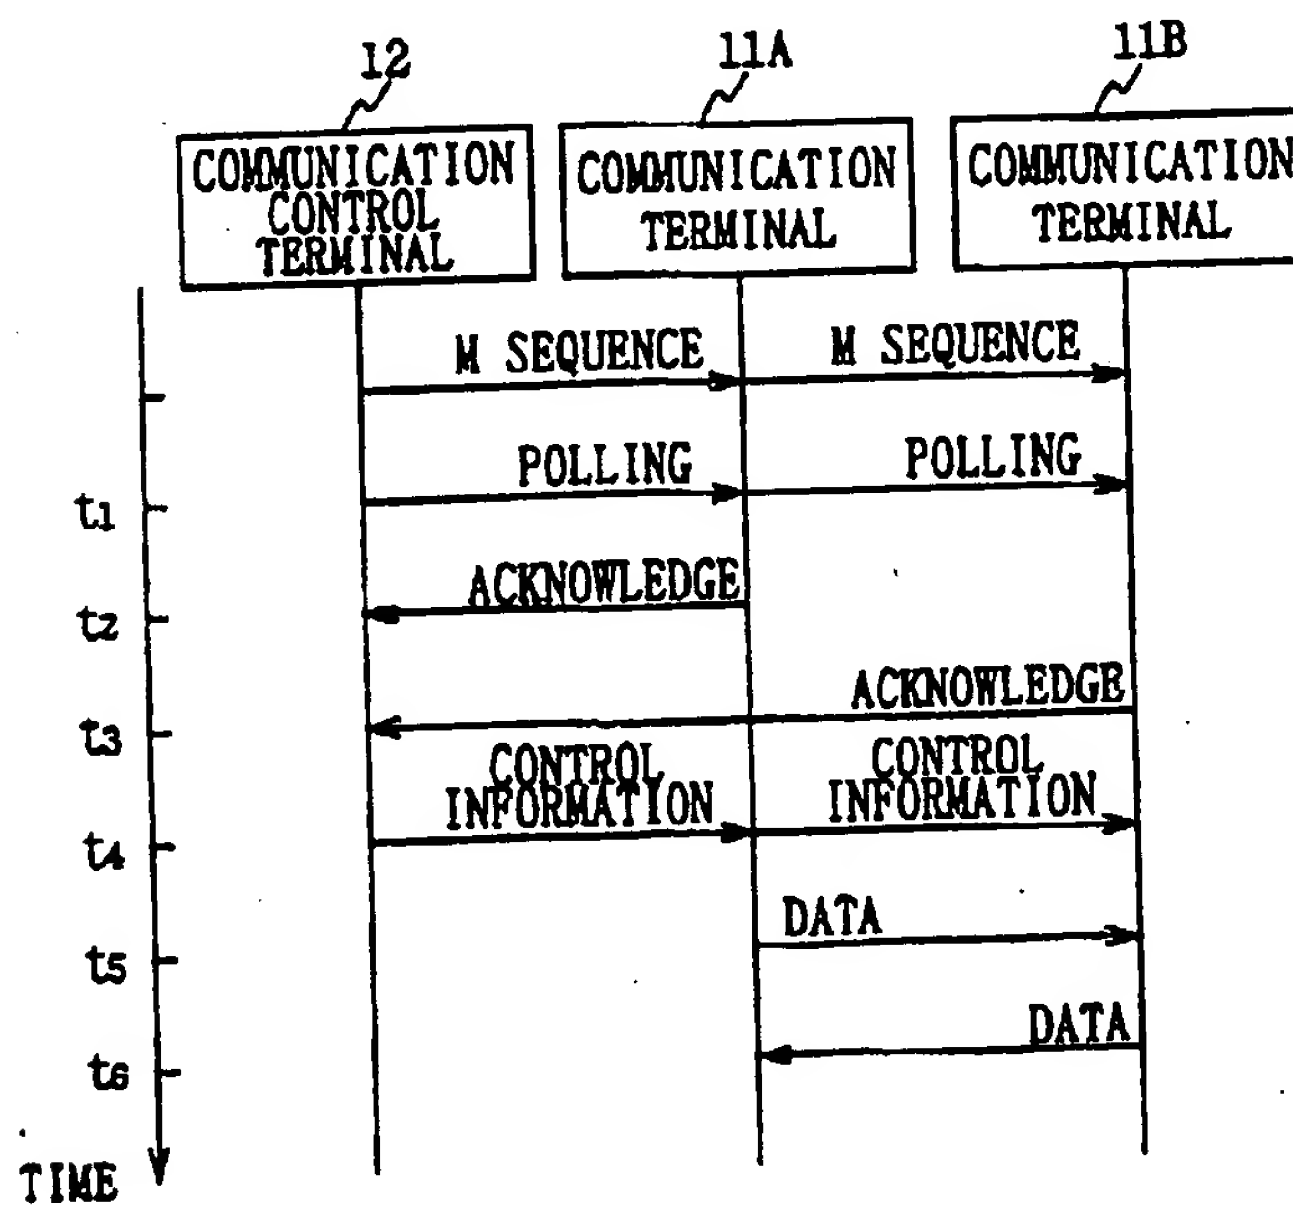 12
11A
11B
COMMUNICATION
CONTROL
TERMINAL
COMMUNICATION
TERMINAL
COMMUNICATION
TERMINAL
M SEQUENCE
M SEQUENCE
POLLING
POLLING
t1
ACKNOWLEDGE
t2
ACKNOWLEDGE
t3
CONTROL
INFORMATION
CONTROL
INFORMATION
t4
DATA
t5
DATA
t6
TIME